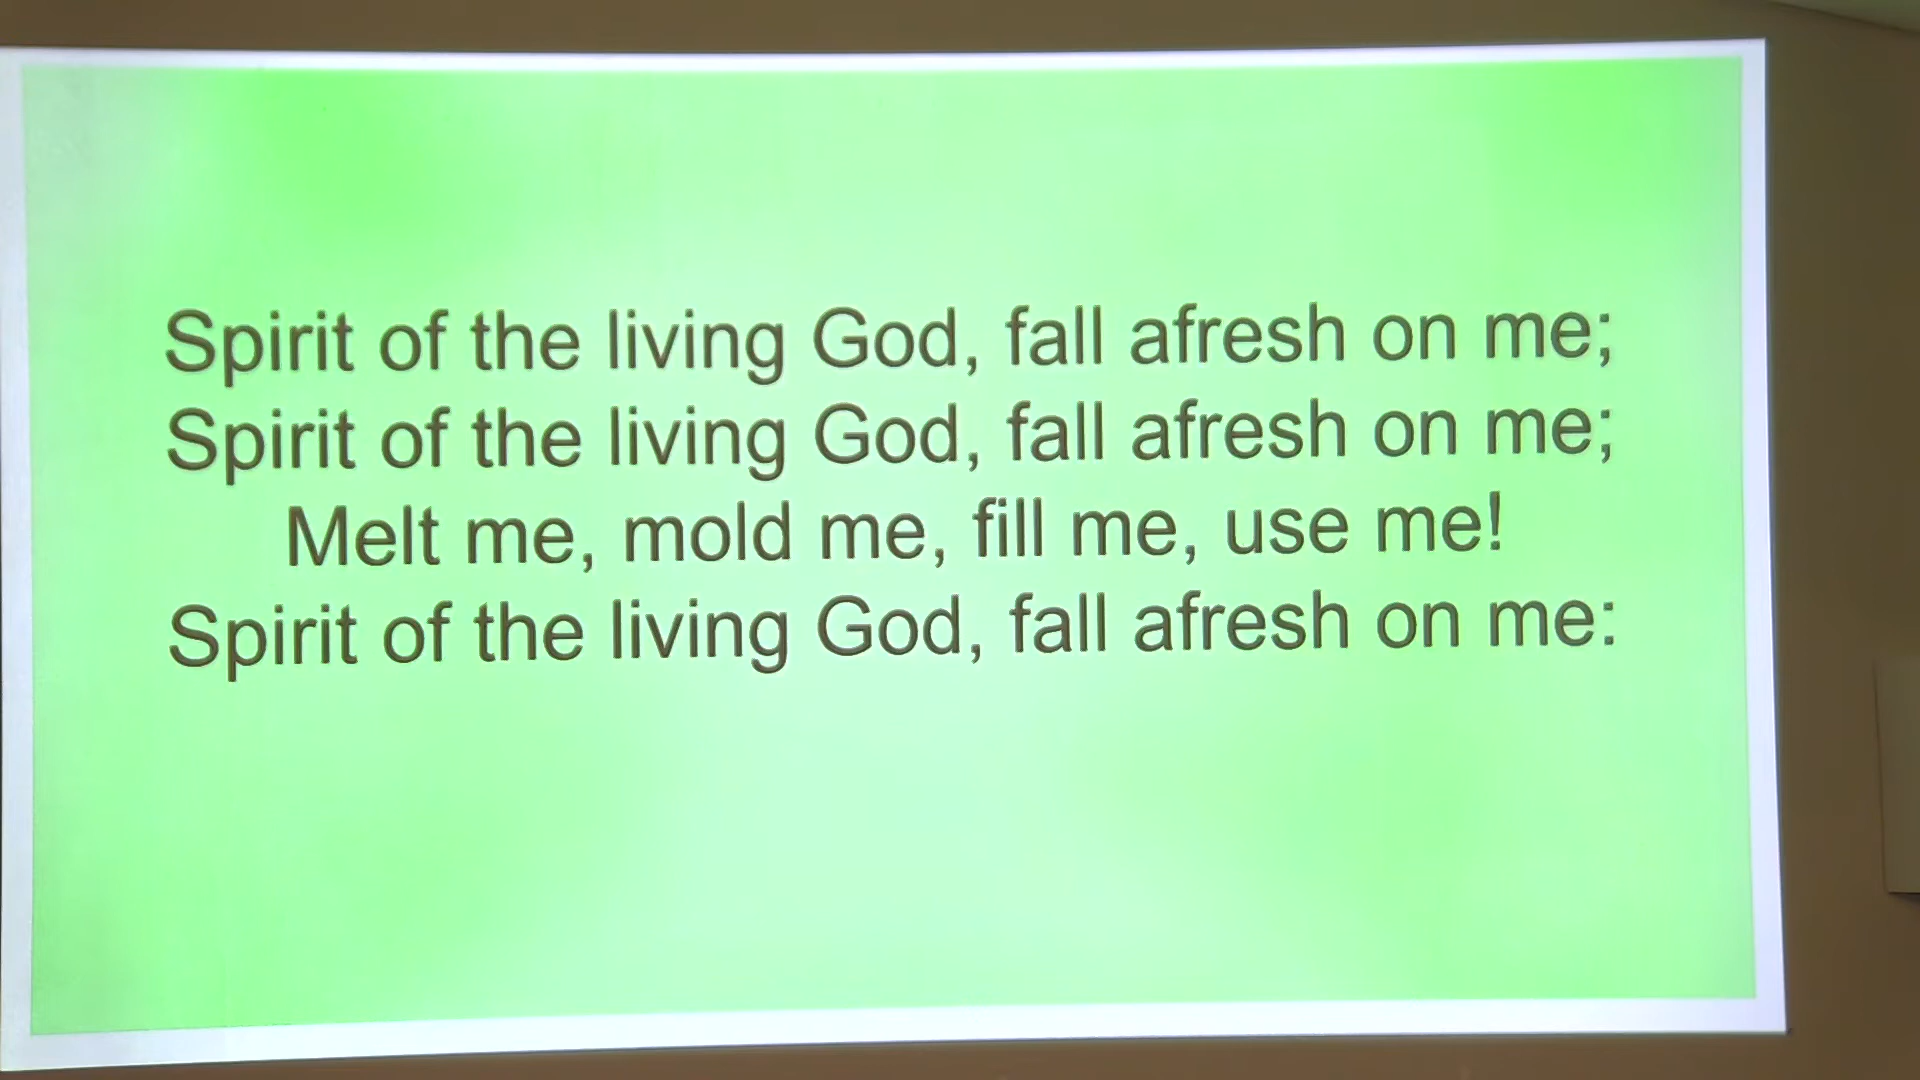 Spirit of the living God, fall afresh on me;
Spirit of the living God, fall afresh on me;
Melt me, mold me, fill me, use me!
Spirit of the living God, fall afresh on me: